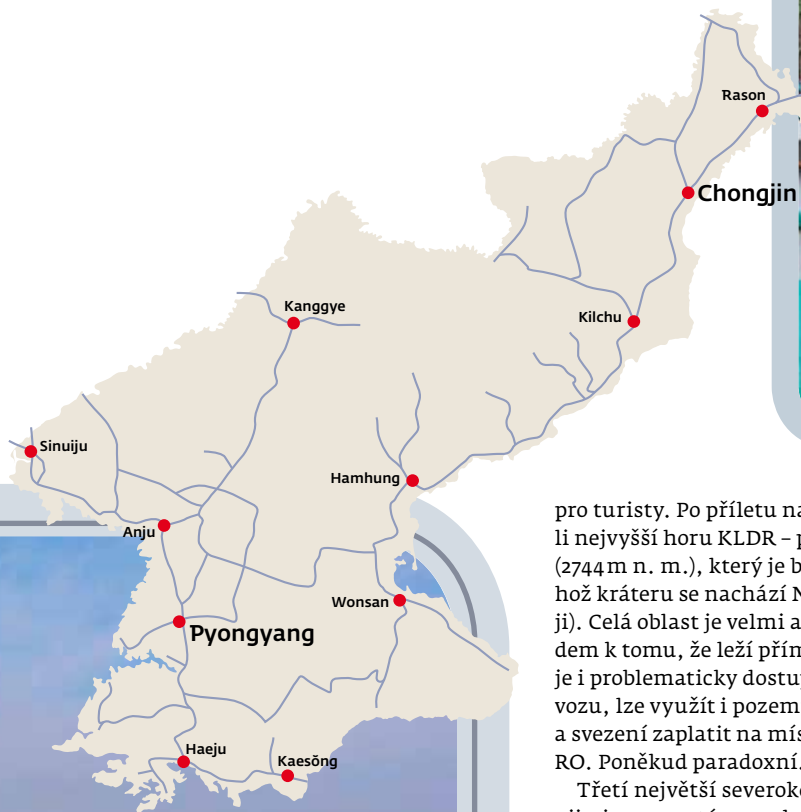 Rason
Chongjin
Kanggye
Kilchu
Sinuiju
Hamhung
Anju
Wonsan
Pyongyang
Haeju
Kaesŏng
pro turisty. Po příletu na
li nejvyšší horu KLDR – p
(2744 m n. m.), který je b
hož kráteru se nachází N
ji). Celá oblast je velmi a
dem k tomu, že leží přím
je i problematicky dostup
vozu, lze využít i pozem
a svezení zaplatit na mís
RO. Poněkud paradoxní.
Třetí největší severoko